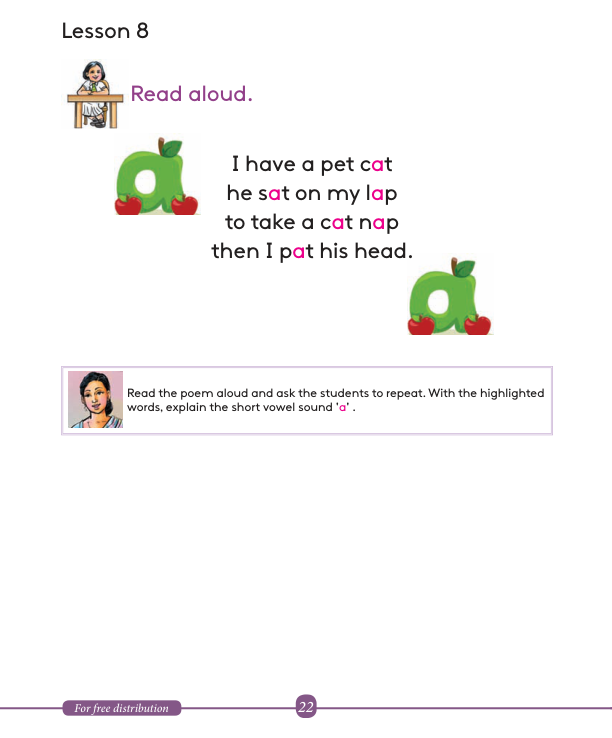 Lesson 8
Read aloud.
a
I have a pet cat
he sat on my lap
to take a cat nap
then I pat his head.
a
Read the poem aloud and ask the students to repeat. With the highlighted
words, explain the short vowel sound 'a' .
For free distribution
22